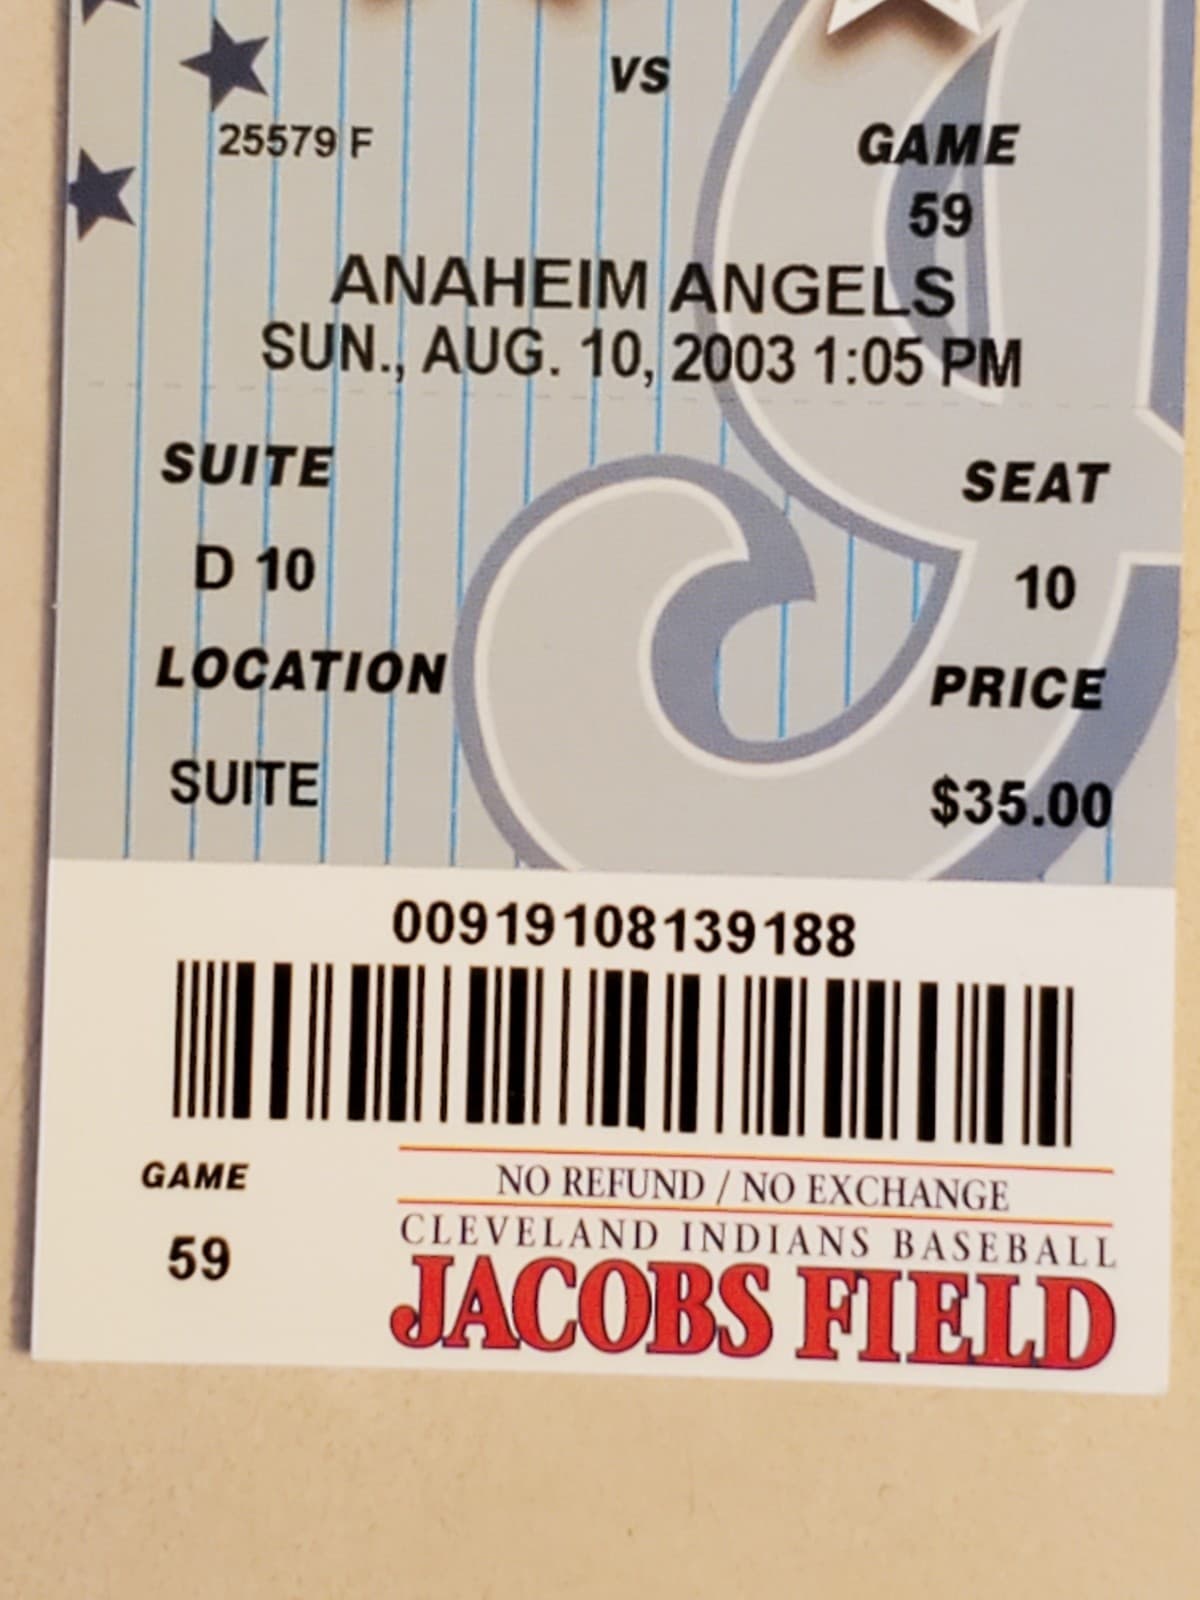 VS
25579 F
GAME
59
ANAHEIM ANGELS
SUN., AUG. 10, 2003 1:05 PM
SUITE
SEAT
D 10
10
LOCATION
PRICE
SUITE
$35.00
00919108139188
GAME
59
NO REFUND / NO EXCHANGE
CLEVELAND INDIANS BASEBALL
JACOBS FIELD